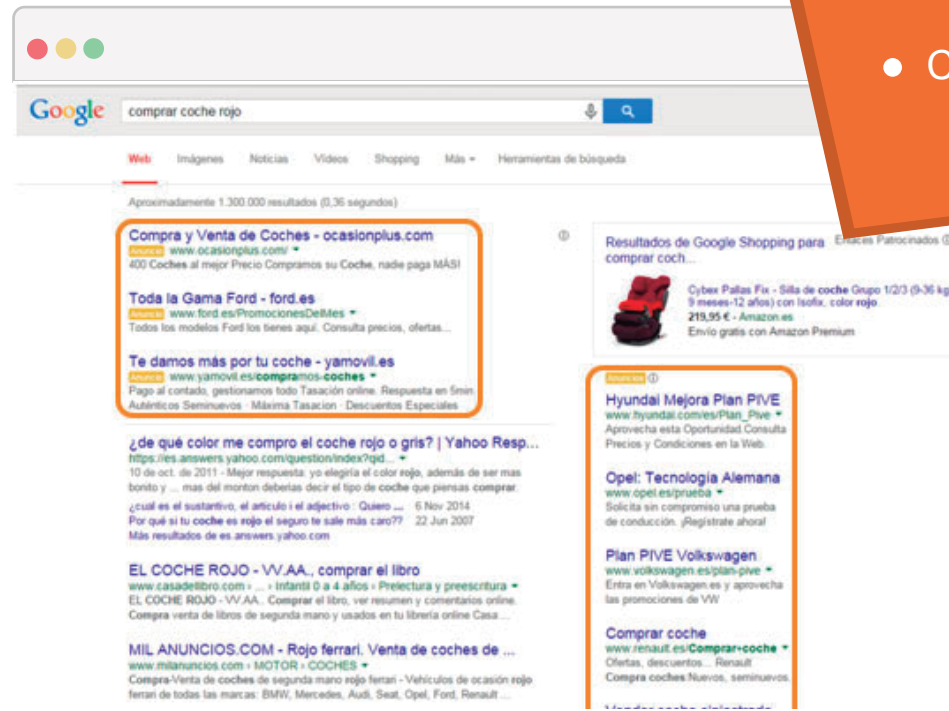 • C
Google comprar coche rojo
Web Imágenes Noticias Vídeos Shopping Más Herramientas de búsqueda
Aproximadamente 1.300.000 resultados (0,36 segundos)
Compra y Venta de Coches - ocasionplus.com
Anuncio www.ocasionplus.com/
400 Coches al mejor Precio Compramos su Coche, nadie paga MÁS!
Toda la Gama Ford - ford.es
Anuncio www.ford.es/PromocionesDelMes
Todos los modelos Ford los tienes aquí. Consulta precios, ofertas...
Te damos más por tu coche - yamovil.es
Anuncio www.yamovil.es/compramos-coches
Pago al contado, gestionamos todo Tasación online. Respuesta en 5min
Auténticos Seminuevos · Máxima Tasacion · Descuentos Especiales
¿de qué color me compro el coche rojo o gris? | Yahoo Resp...
https://es.answers.yahoo.com/question/index?qid...
10 de oct. de 2011 - Mejor respuesta: yo elegiría el color rojo, además de ser mas
bonito y ... mas del monton deberias decir el tipo de coche que piensas comprar.
¿cual es el sustantivo, el articulo i el adjectivo : Quiero ... 6 Nov 2014
Por qué si tu coche es rojo el seguro te sale más caro?? 22 Jun 2007
Más resultados de es.answers.yahoo.com
EL COCHE ROJO - VV.AA., comprar el libro
www.casadellibro.com › ... › Infantil 0 a 4 años › Prelectura y preescritura
EL COCHE ROJO - VV.AA.. Comprar el libro, ver resumen y comentarios online.
Compra venta de libros de segunda mano y usados en tu librería online Casa ...
MIL ANUNCIOS.COM - Rojo ferrari. Venta de coches de ...
www.milanuncios.com › MOTOR › COCHES
Compra-Venta de coches de segunda mano rojo ferrari - Vehículos de ocasión rojo
ferrari de todas las marcas: BMW, Mercedes, Audi, Seat, Opel, Ford, Renault ...
Resultados de Google Shopping para Enlaces Patrocinados
comprar coch...
Cybex Pallas Fix - Silla de coche Grupo 1/2/3 (9-36 kg
9 meses-12 años) con Isofix, color rojo
219,95 € - Amazon.es
Envío gratis con Amazon Premium
Anuncios
Hyundai Mejora Plan PIVE
www.hyundai.com/es/Plan_Pive
Aprovecha esta Oportunidad.Consulta
Precios y Condiciones en la Web.
Opel: Tecnología Alemana
www.opel.es/prueba
Solicita sin compromiso una prueba
de conducción. ¡Regístrate ahora!
Plan PIVE Volkswagen
www.volkswagen.es/plan-pive
Entra en Volkswagen.es y aprovecha
las promociones de VW
Comprar coche
www.renault.es/Comprar+coche
Ofertas, descuentos... Renault
Compra coches:Nuevos, seminuevos.
Vender coche siniestrado